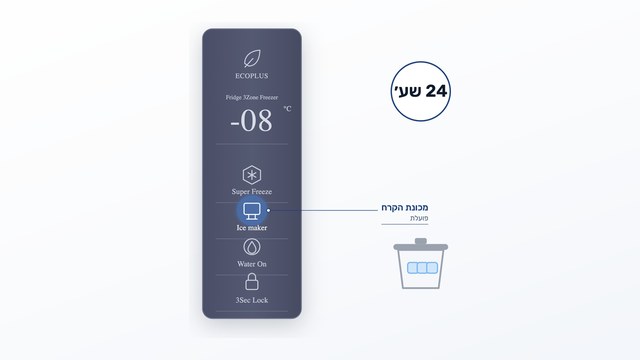 ECOPLUS
Fridge 3Zone Freezer
-08 °C
Super Freeze
Ice maker
Water On
3Sec Lock
24 שע׳
מכונת הקרח
פועלת